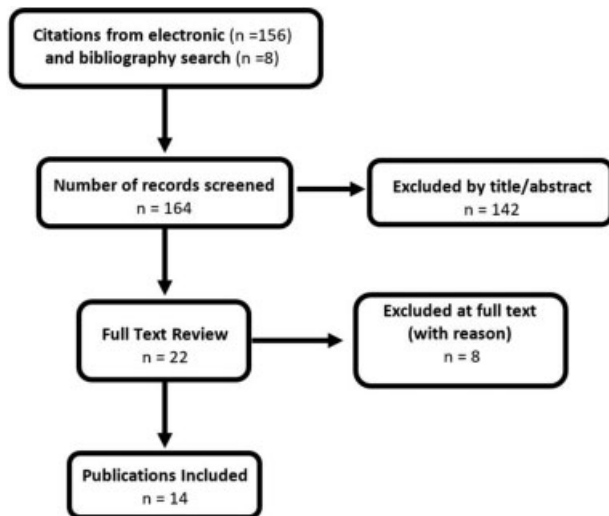 Citations from electronic (n =156)
and bibliography search (n =8)
Number of records screened
n = 164
Excluded by title/abstract
n = 142
Full Text Review
n = 22
Excluded at full text
(with reason)
n = 8
Publications Included
n = 14